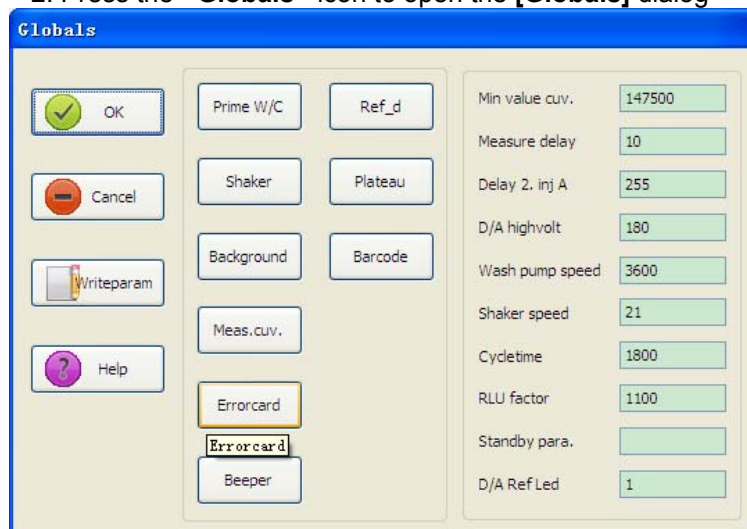 2. Press the "Globals" icon to open the [Globals] dialog
Globals
OK
Cancel
Writeparam
Help
Prime W/C
Ref_d
Shaker
Plateau
Background
Barcode
Meas.cuv.
Errorcard
Errorcard
Beeper
Min value cuv. 147500
Measure delay 10
Delay 2. inj A 255
D/A highvolt 180
Wash pump speed 3600
Shaker speed 21
Cycletime 1800
RLU factor 1100
Standby para.
D/A Ref Led 1